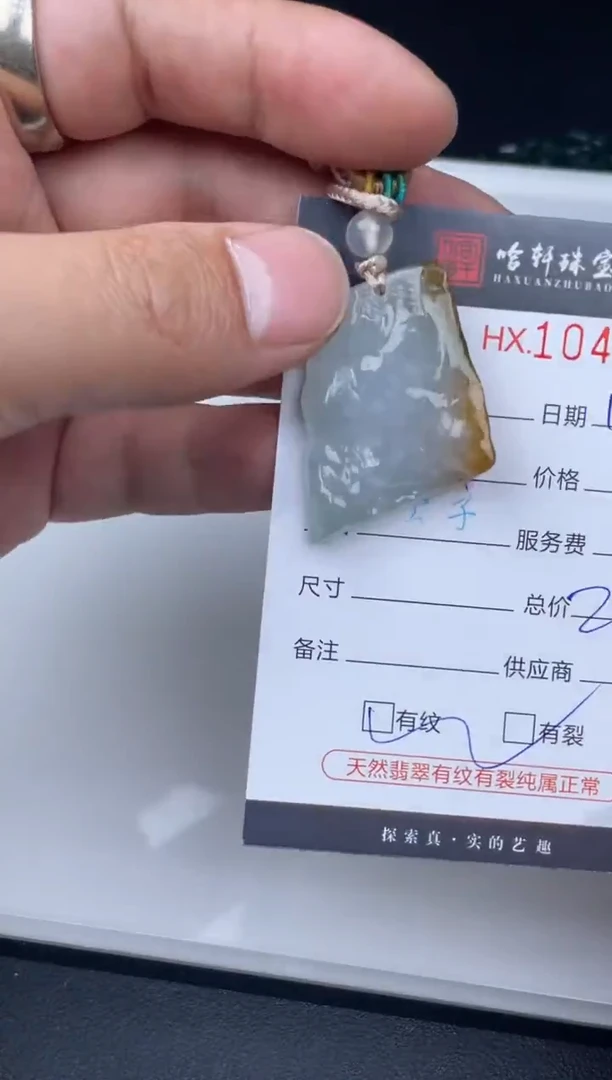 哈轩珠宝
HAXUANZHUBAO
HX.104
日期
价格
子
服务费
尺寸
总价 2
备注
供应商
有纹
有裂
天然翡翠有纹有裂纯属正常
探索真·实的艺趣